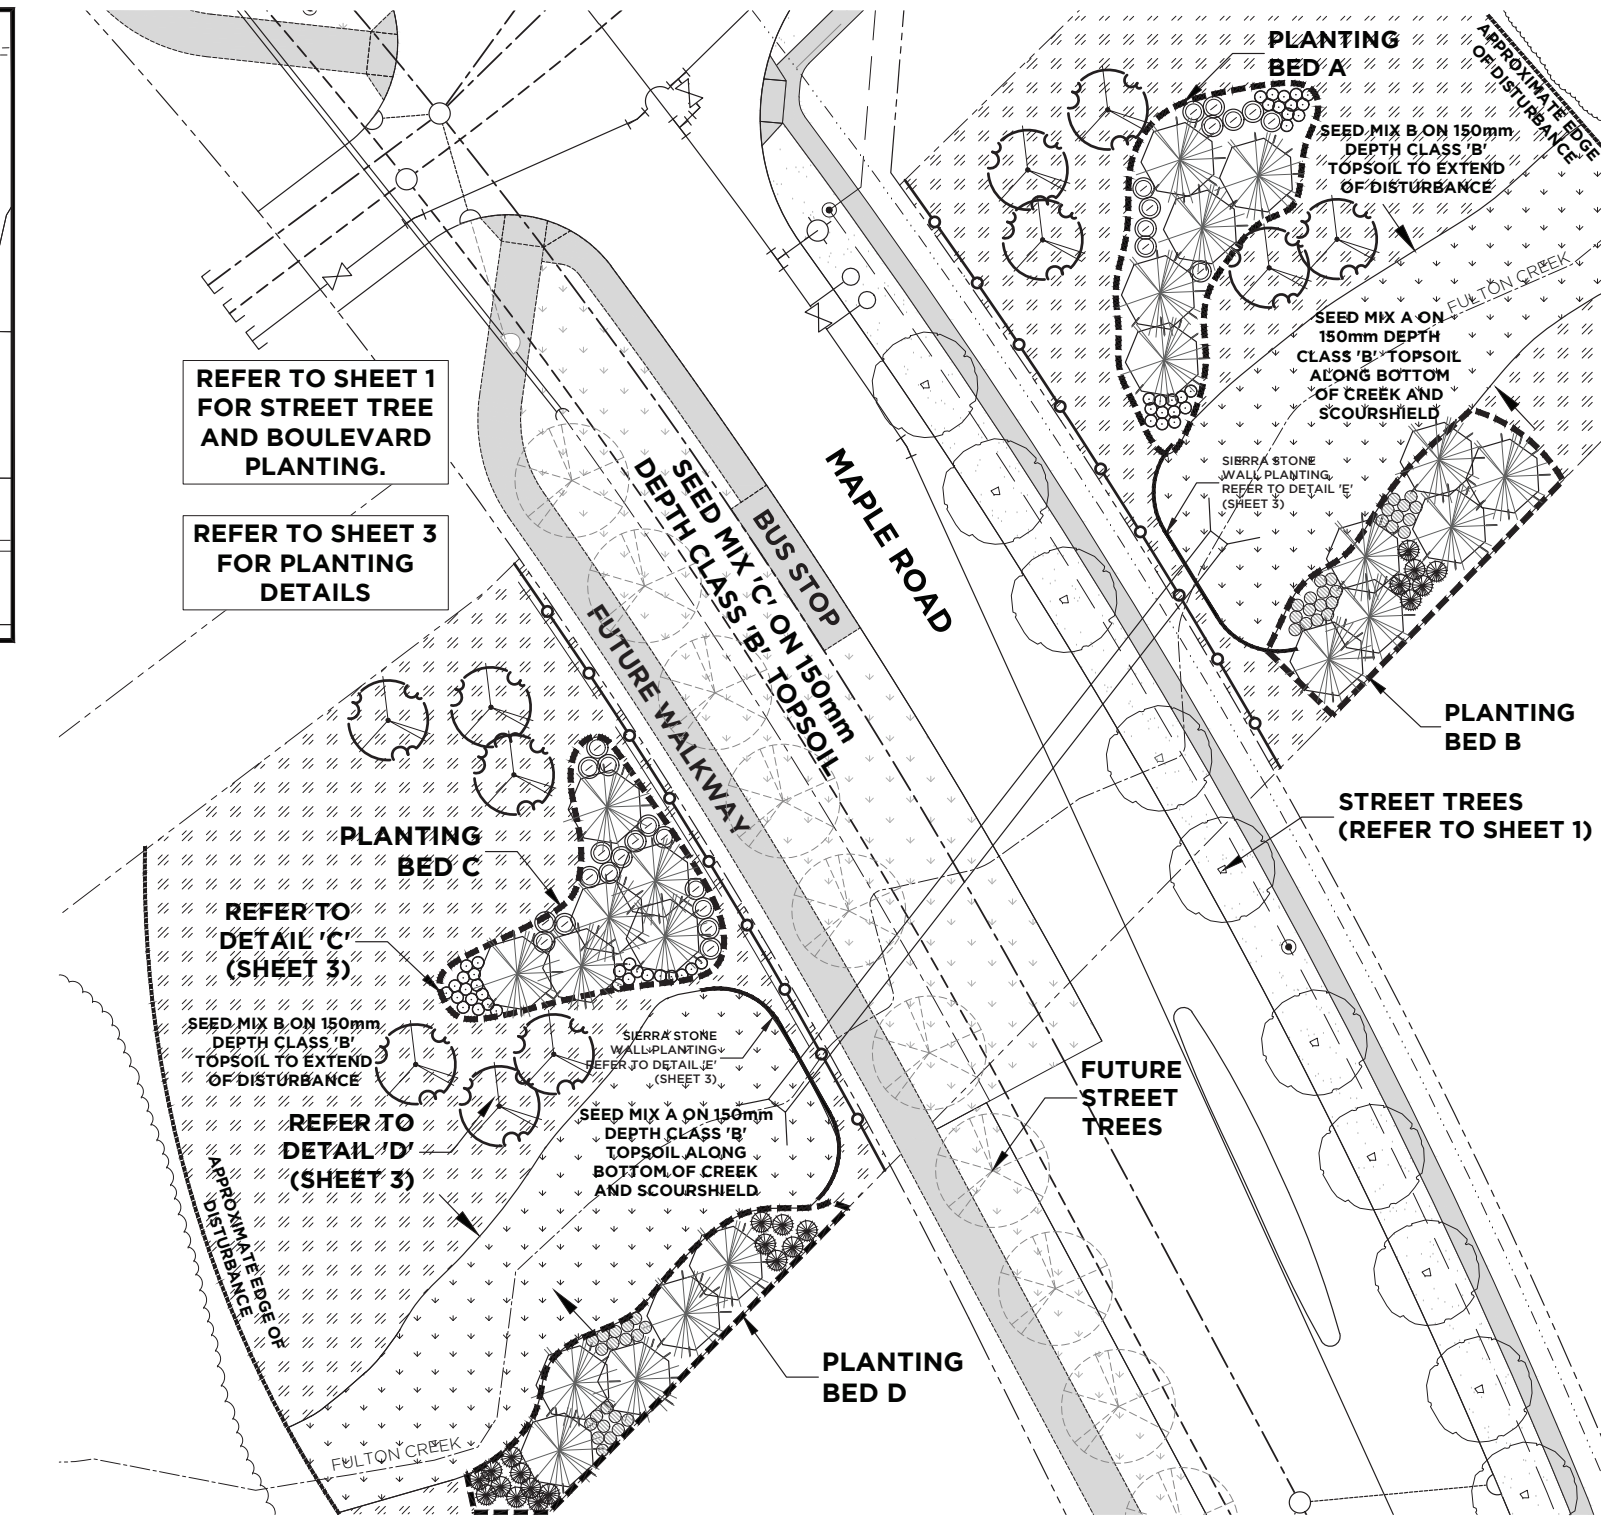 PLANTING
BED A
APPROXIMATE EDGE
OF DISTURBANCE
SEED MIX B ON 150mm
DEPTH CLASS 'B'
TOPSOIL TO EXTEND
OF DISTURBANCE
FULTON CREEK
SEED MIX A ON
150mm DEPTH
CLASS 'B' TOPSOIL
ALONG BOTTOM
OF CREEK AND
SCOURSHIELD
REFER TO SHEET 1
FOR STREET TREE
AND BOULEVARD
PLANTING.
REFER TO SHEET 3
FOR PLANTING
DETAILS
SIERRA STONE
WALL PLANTING
REFER TO DETAIL 'E'
(SHEET 3)
MAPLE ROAD
BUS STOP
SEED MIX 'C' ON 150mm
DEPTH CLASS 'B' TOPSOIL
FUTURE WALKWAY
PLANTING
BED B
STREET TREES
(REFER TO SHEET 1)
PLANTING
BED C
REFER TO
DETAIL 'C'
(SHEET 3)
SEED MIX B ON 150mm
DEPTH CLASS 'B'
TOPSOIL TO EXTEND
OF DISTURBANCE
SIERRA STONE
WALL PLANTING
REFER TO DETAIL 'E'
(SHEET 3)
FUTURE
STREET
TREES
REFER TO
DETAIL 'D'
(SHEET 3)
SEED MIX A ON 150mm
DEPTH CLASS 'B'
TOPSOIL ALONG
BOTTOM OF CREEK
AND SCOURSHIELD
APPROXIMATE EDGE OF
DISTURBANCE
PLANTING
BED D
FULTON CREEK